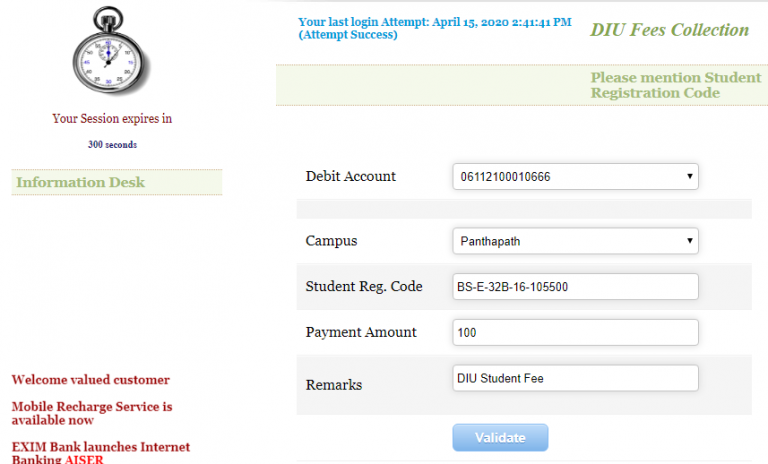 Your last login Attempt: April 15, 2020 2:41:41 PM
(Attempt Success)
DIU Fees Collection
Please mention Student
Registration Code
Your Session expires in
300 seconds
Information Desk
Debit Account
06112100010666
Campus
Panthapath
Student Reg. Code
BS-E-32B-16-105500
Payment Amount
100
Remarks
DIU Student Fee
Validate
Welcome valued customer
Mobile Recharge Service is
available now
EXIM Bank launches Internet
Banking AISER